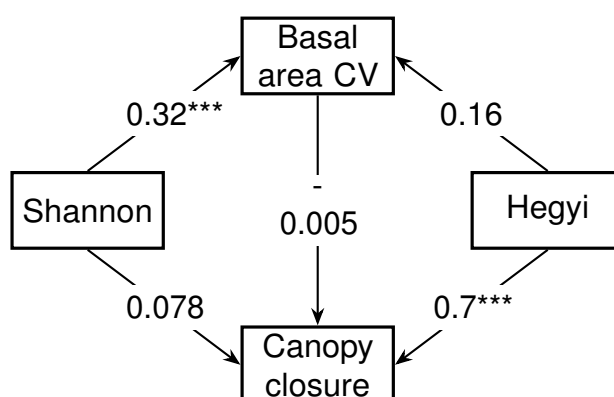 Basal
area CV
0.32***
0.16
-
0.005
Shannon
Hegyi
0.078
0.7***
Canopy
closure